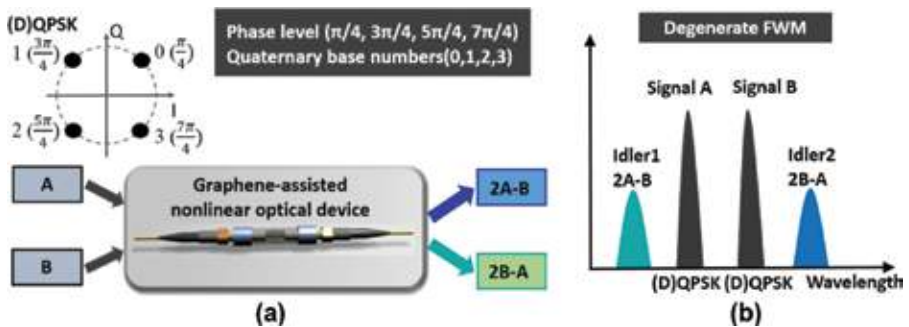 (D)QPSK
Q
1 (3π/4)
0 (π/4)
I
2 (5π/4)
3 (7π/4)
Phase level (π/4, 3π/4, 5π/4, 7π/4)
Quaternary base numbers(0,1,2,3)
A
B
Graphene-assisted
nonlinear optical device
2A-B
2B-A
(a)
Degenerate FWM
Signal A
Signal B
Idler1
2A-B
Idler2
2B-A
(D)QPSK (D)QPSK Wavelength
(b)